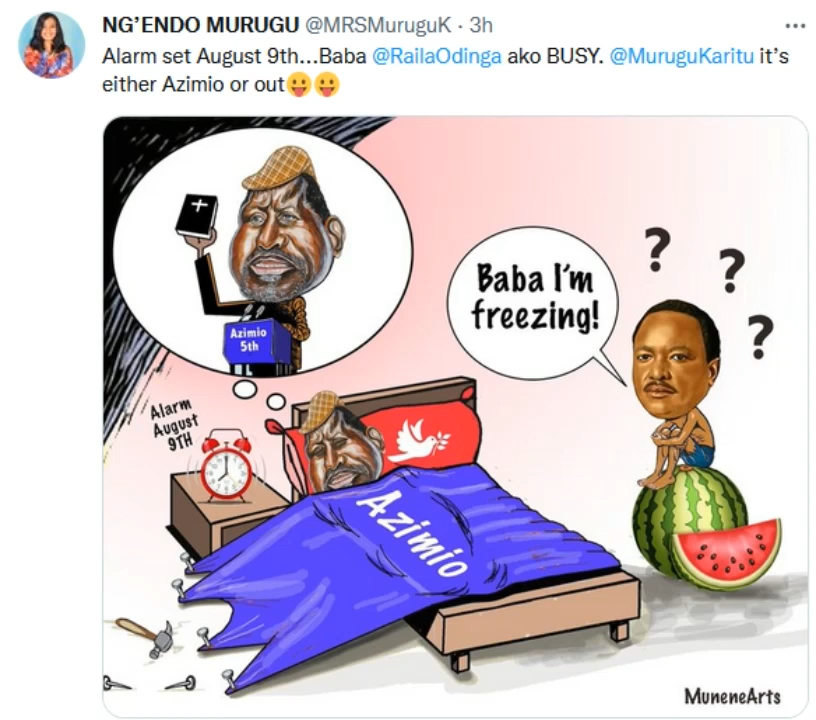 NG’ENDO MURUGU @MRSMuruguK · 3h
Alarm set August 9th...Baba @RailaOdinga ako BUSY. @MuruguKaritu it’s
either Azimio or out😛😛
Azimio
5th
Baba I’m
freezing!
? ? ?
Alarm
August
9TH
Azimio
MuneneArts